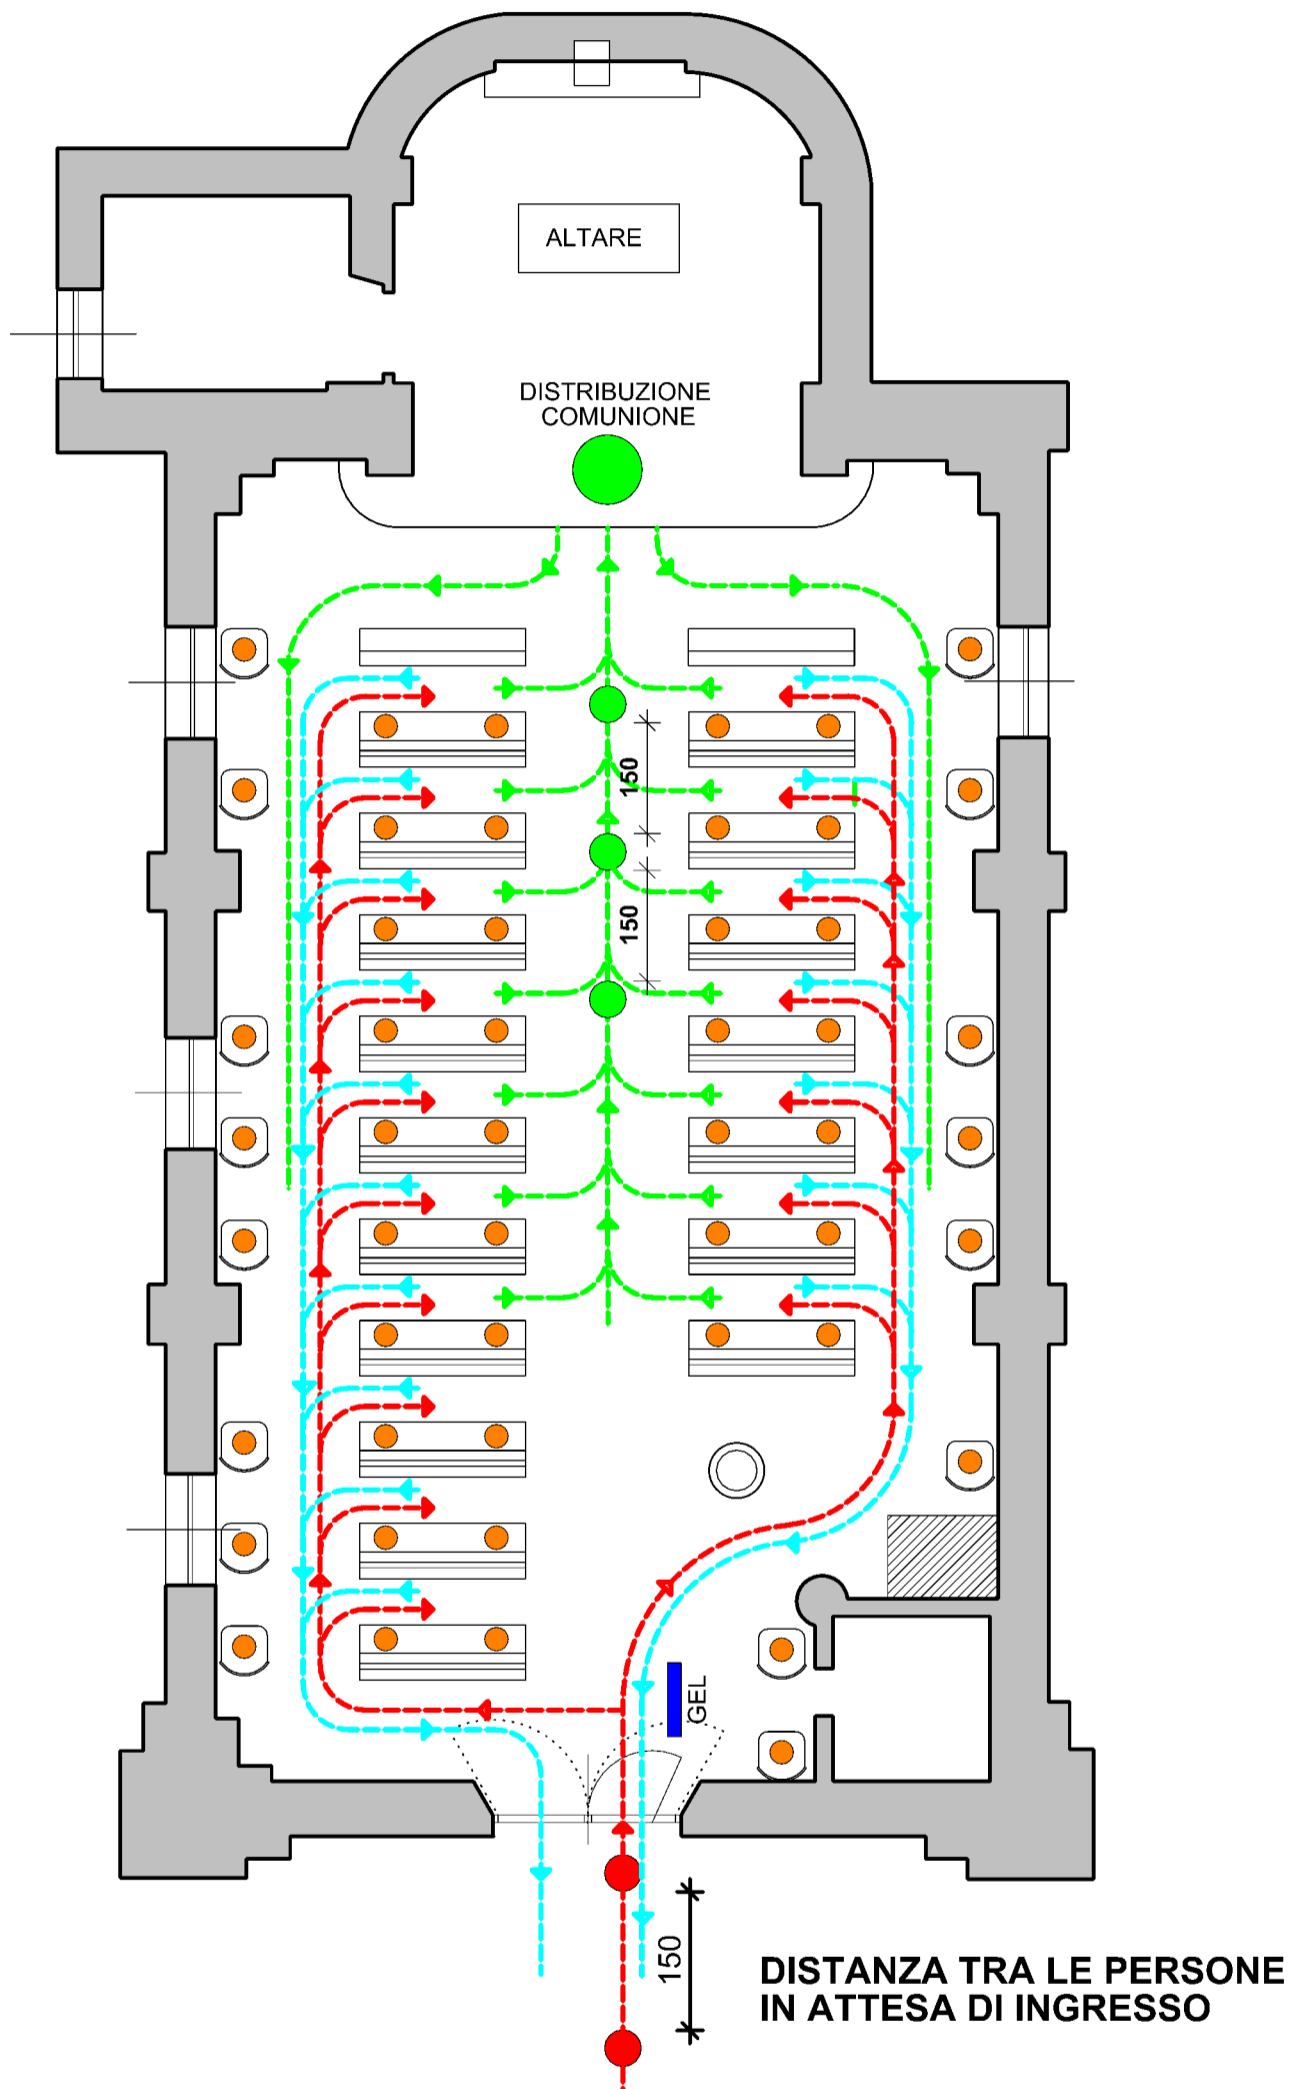 ALTARE
DISTRIBUZIONE
COMUNIONE
150
150
GEL
150
DISTANZA TRA LE PERSONE
IN ATTESA DI INGRESSO